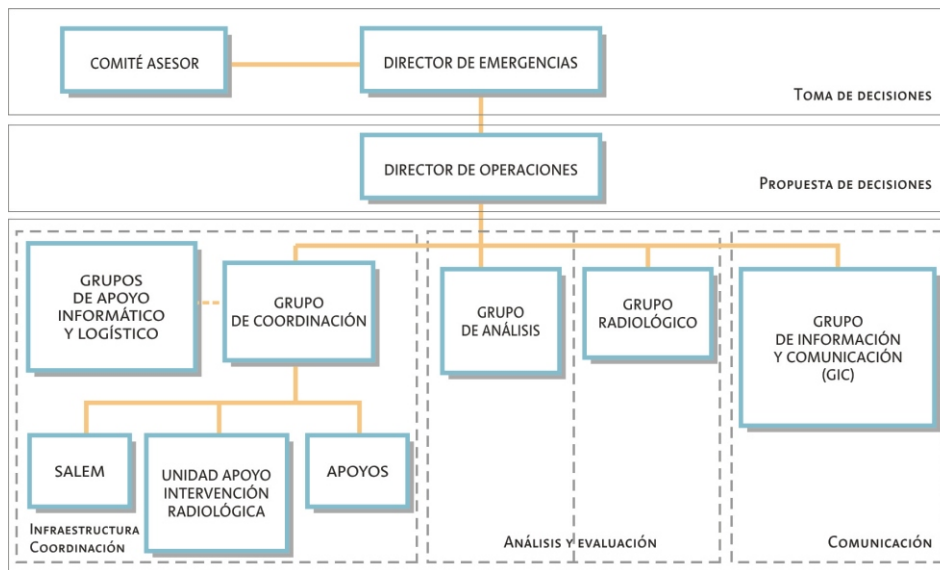 COMITÉ ASESOR
DIRECTOR DE EMERGENCIAS
TOMA DE DECISIONES
DIRECTOR DE OPERACIONES
PROPUESTA DE DECISIONES
GRUPOS
DE APOYO
INFORMÁTICO
Y LOGÍSTICO
GRUPO
DE COORDINACIÓN
GRUPO
DE ANÁLISIS
GRUPO
RADIOLÓGICO
GRUPO
DE INFORMACIÓN
Y COMUNICACIÓN
(GIC)
SALEM
UNIDAD APOYO
INTERVENCIÓN
RADIOLÓGICA
APOYOS
INFRAESTRUCTURA
COORDINACIÓN
ANÁLISIS Y EVALUACIÓN
COMUNICACIÓN